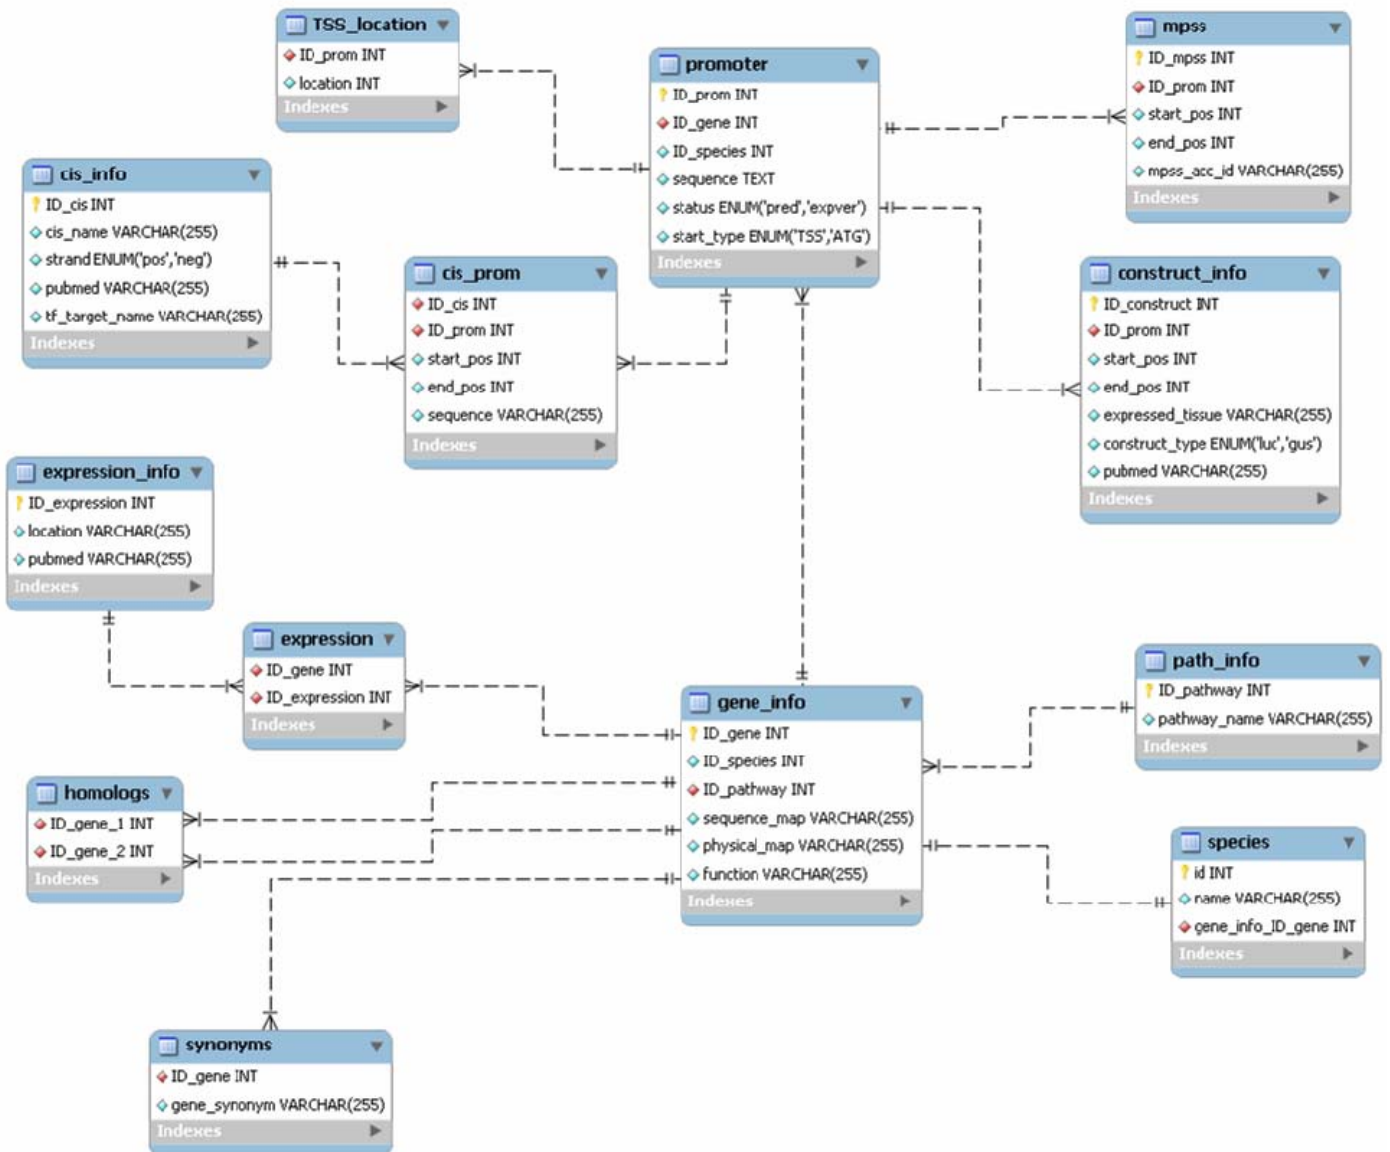 TSS_location
ID_prom INT
location INT
Indexes
promoter
ID_prom INT
ID_gene INT
ID_species INT
sequence TEXT
status ENUM('pred','expver')
start_type ENUM('TSS','ATG')
Indexes
mpss
ID_mpss INT
ID_prom INT
start_pos INT
end_pos INT
mpss_acc_id VARCHAR(255)
Indexes
cis_info
ID_cis INT
cis_name VARCHAR(255)
strand ENUM('pos','neg')
pubmed VARCHAR(255)
tf_target_name VARCHAR(255)
Indexes
cis_prom
ID_cis INT
ID_prom INT
start_pos INT
end_pos INT
sequence VARCHAR(255)
Indexes
construct_info
ID_construct INT
ID_prom INT
start_pos INT
end_pos INT
expressed_tissue VARCHAR(255)
construct_type ENUM('luc','gus')
pubmed VARCHAR(255)
Indexes
expression_info
ID_expression INT
location VARCHAR(255)
pubmed VARCHAR(255)
Indexes
expression
ID_gene INT
ID_expression INT
Indexes
gene_info
ID_gene INT
ID_species INT
ID_pathway INT
sequence_map VARCHAR(255)
physical_map VARCHAR(255)
function VARCHAR(255)
Indexes
path_info
ID_pathway INT
pathway_name VARCHAR(255)
Indexes
homologs
ID_gene_1 INT
ID_gene_2 INT
Indexes
species
id INT
name VARCHAR(255)
gene_info_ID_gene INT
Indexes
synonyms
ID_gene INT
gene_synonym VARCHAR(255)
Indexes